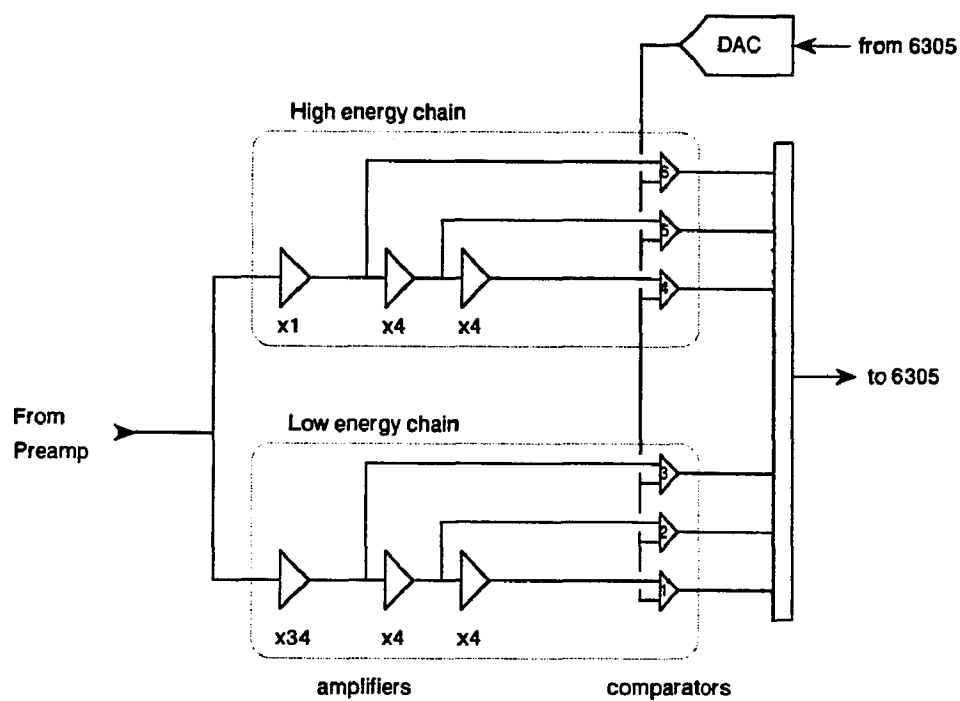 DAC
from 6305
High energy chain
6
5
4
x1
x4
x4
to 6305
From
Preamp
Low energy chain
3
2
1
x34
x4
x4
amplifiers
comparators